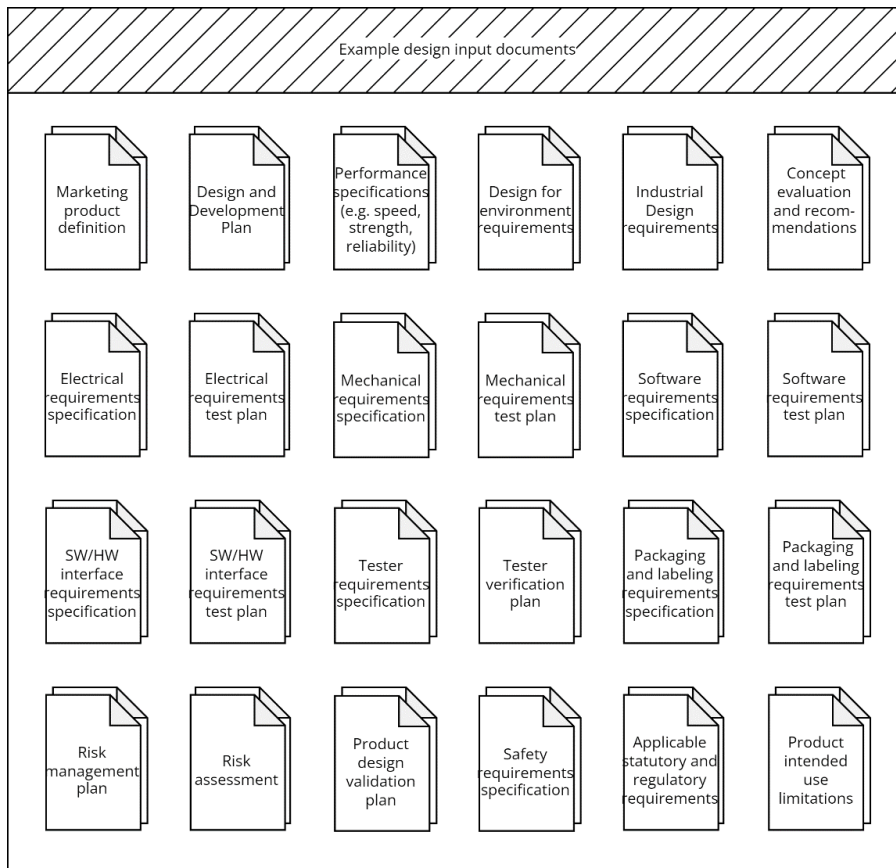 Example design input documents
Marketing
product
definition
Design and
Development
Plan
Performance
specifications
(e.g. speed,
strength,
reliability)
Design for
environment
requirements
Industrial
Design
requirements
Concept
evaluation
and recom-
mendations
Electrical
requirements
specification
Electrical
requirements
test plan
Mechanical
requirements
specification
Mechanical
requirements
test plan
Software
requirements
specification
Software
requirements
test plan
SW/HW
interface
requirements
specification
SW/HW
interface
requirements
test plan
Tester
requirements
specification
Tester
verification
plan
Packaging
and labeling
requirements
specification
Packaging
and labeling
requirements
test plan
Risk
management
plan
Risk
assessment
Product
design
validation
plan
Safety
requirements
specification
Applicable
statutory and
regulatory
requirements
Product
intended
use
limitations